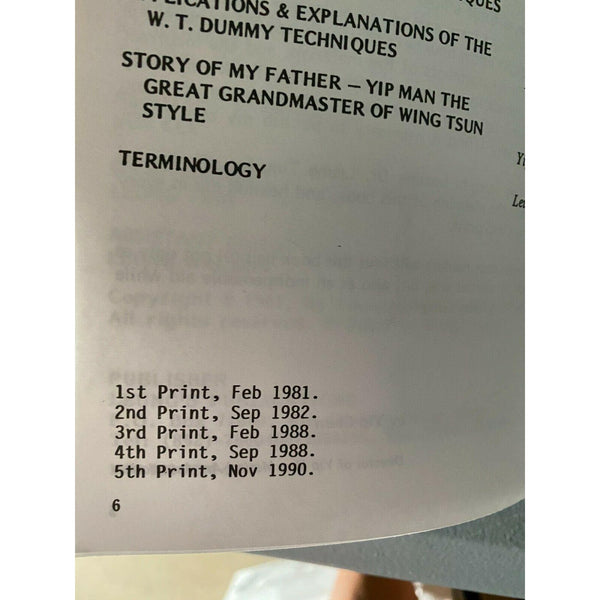 & EXPLANATIONS OF THE
W. T. DUMMY TECHNIQUES
STORY OF MY FATHER – YIP MAN THE
GREAT GRANDMASTER OF WING TSUN
STYLE
TERMINOLOGY
1st Print, Feb 1981.
2nd Print, Sep 1982.
3rd Print, Feb 1988.
4th Print, Sep 1988.
5th Print, Nov 1990.
6